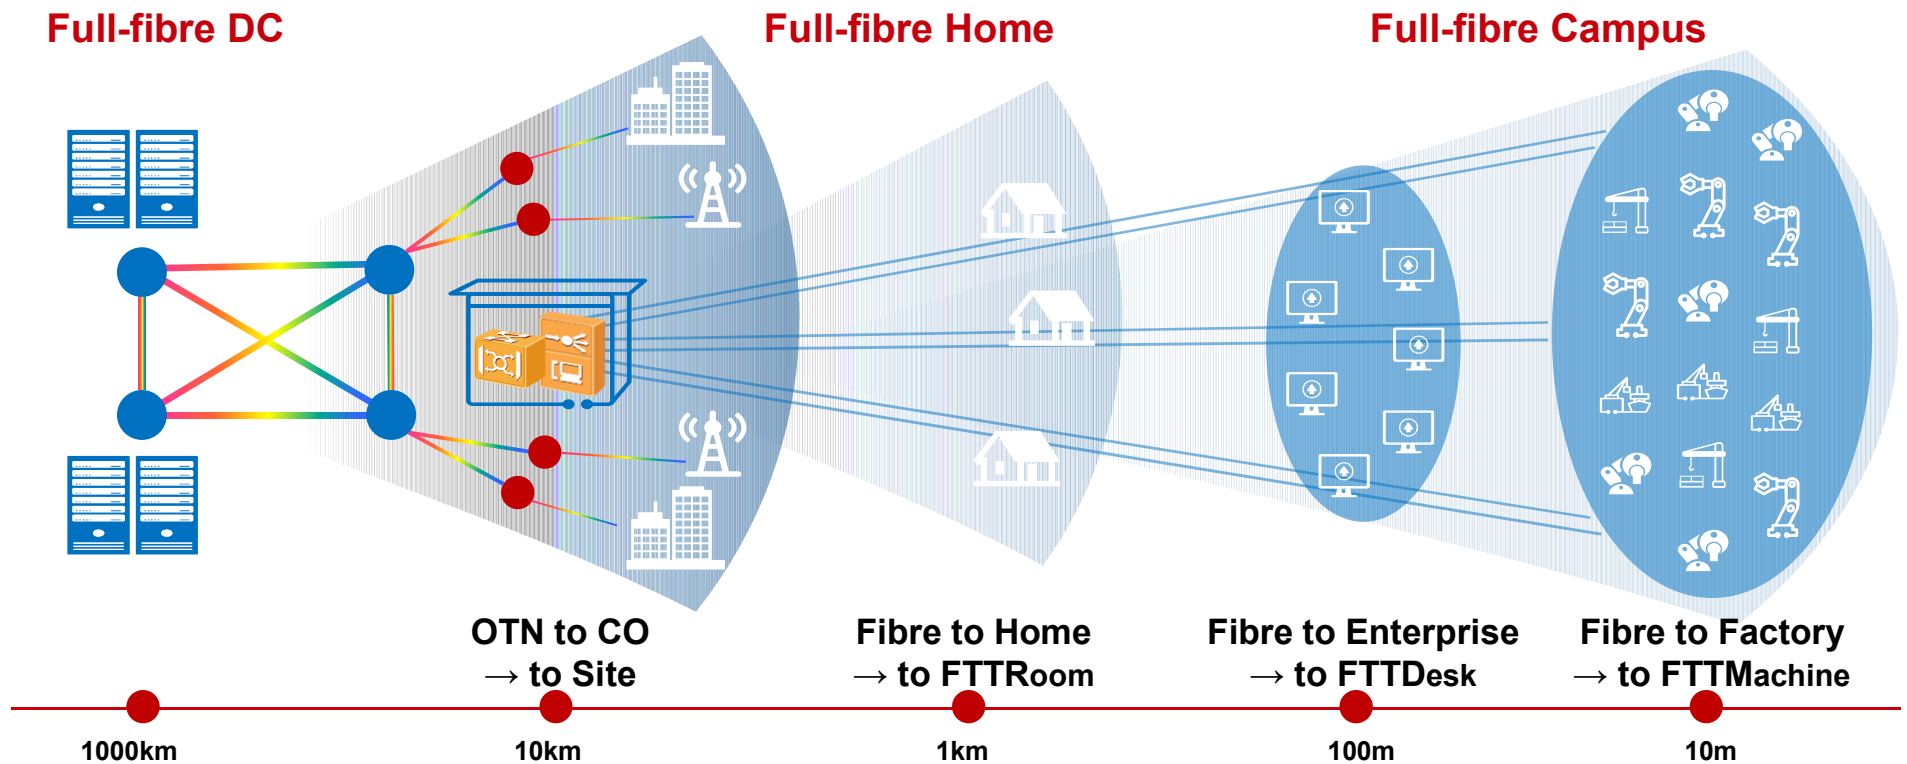 Full-fibre DC
Full-fibre Home
Full-fibre Campus
OTN to CO
→ to Site
Fibre to Home
→ to FTTRoom
Fibre to Enterprise
→ to FTTDesk
Fibre to Factory
→ to FTTMachine
1000km
10km
1km
100m
10m